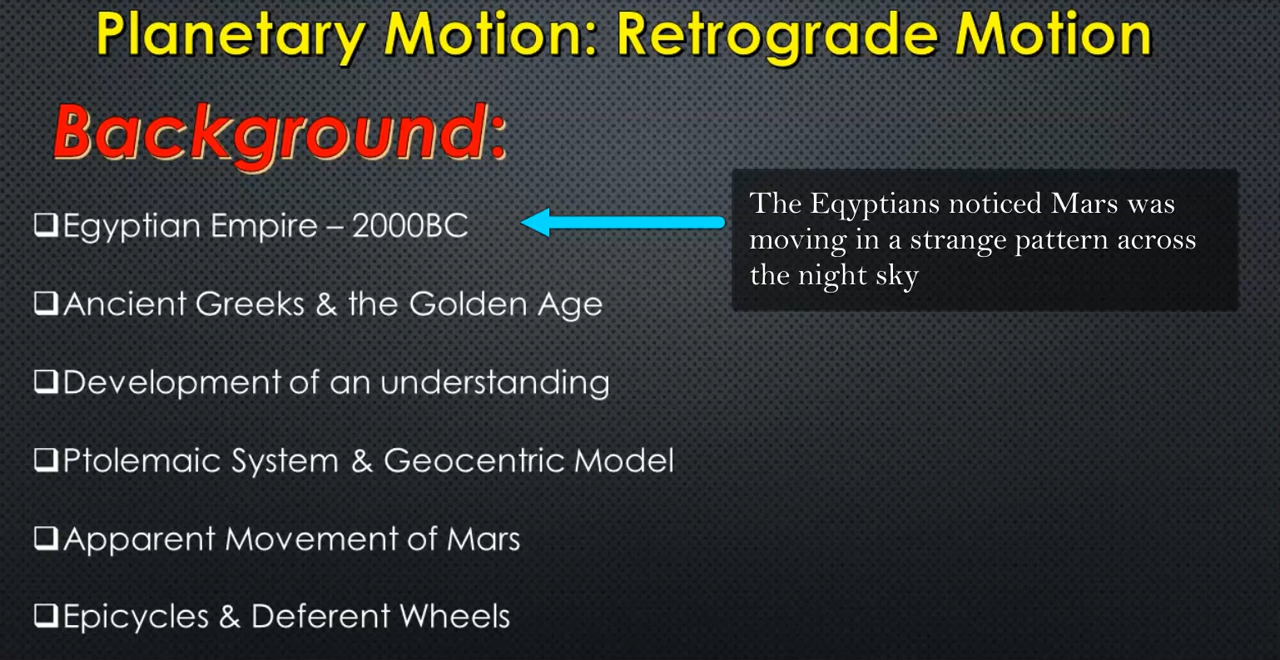 Planetary Motion: Retrograde Motion
Background:
❑Egyptian Empire – 2000BC
The Eqyptians noticed Mars was
moving in a strange pattern across
the night sky
❑Ancient Greeks & the Golden Age
❑Development of an understanding
❑Ptolemaic System & Geocentric Model
❑Apparent Movement of Mars
❑Epicycles & Deferent Wheels